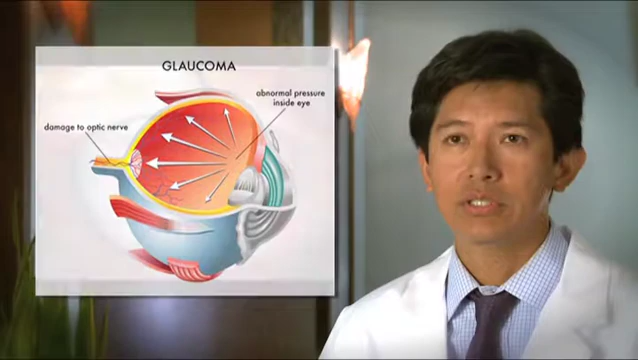 GLAUCOMA
abnormal pressure
inside eye
damage to optic nerve